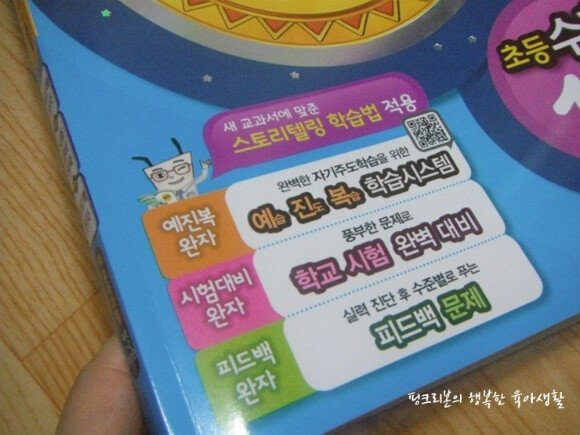 초등 수
새 교과서에 맞춘
스토리텔링 학습법 적용
예진복
완자
완벽한 자기주도학습을 위한
예습 진도 복습 학습시스템
시험대비
완자
풍부한 문제로
학교 시험 완벽 대비
피드백
완자
실력 진단 후 수준별로 푸는
피드백 문제
핑크리본의 행복한 육아생활